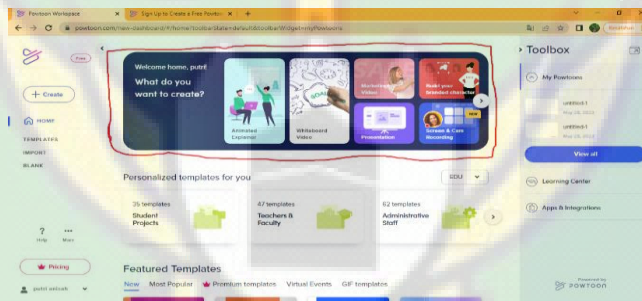 Powtoon Workspace
Sign Up to Create a Free Powtoon
powtoon.com/new-dashboard/#/home?toolbarState=default&toolbarWidget=myPowtoons
Free
+ Create
HOME
TEMPLATES
IMPORT
BLANK
?
Help
More
Pricing
Welcome home, putri!
What do you
want to create?
Animated
Explainer
Whiteboard
Video
Marketing
Video
Build your
branded character
Presentation
NEW
Screen & Cam
Recording
Personalized templates for you
EDU
35 templates
Student
Projects
47 templates
Teachers &
Faculty
62 templates
Administrative
Staff
Featured Templates
New
Most Popular
Premium templates
Virtual Events
GIF templates
Toolbox
My Powtoons
untitled-1
untitled-1
View all
Learning Center
Apps & Integrations
Powered by
POWTOON